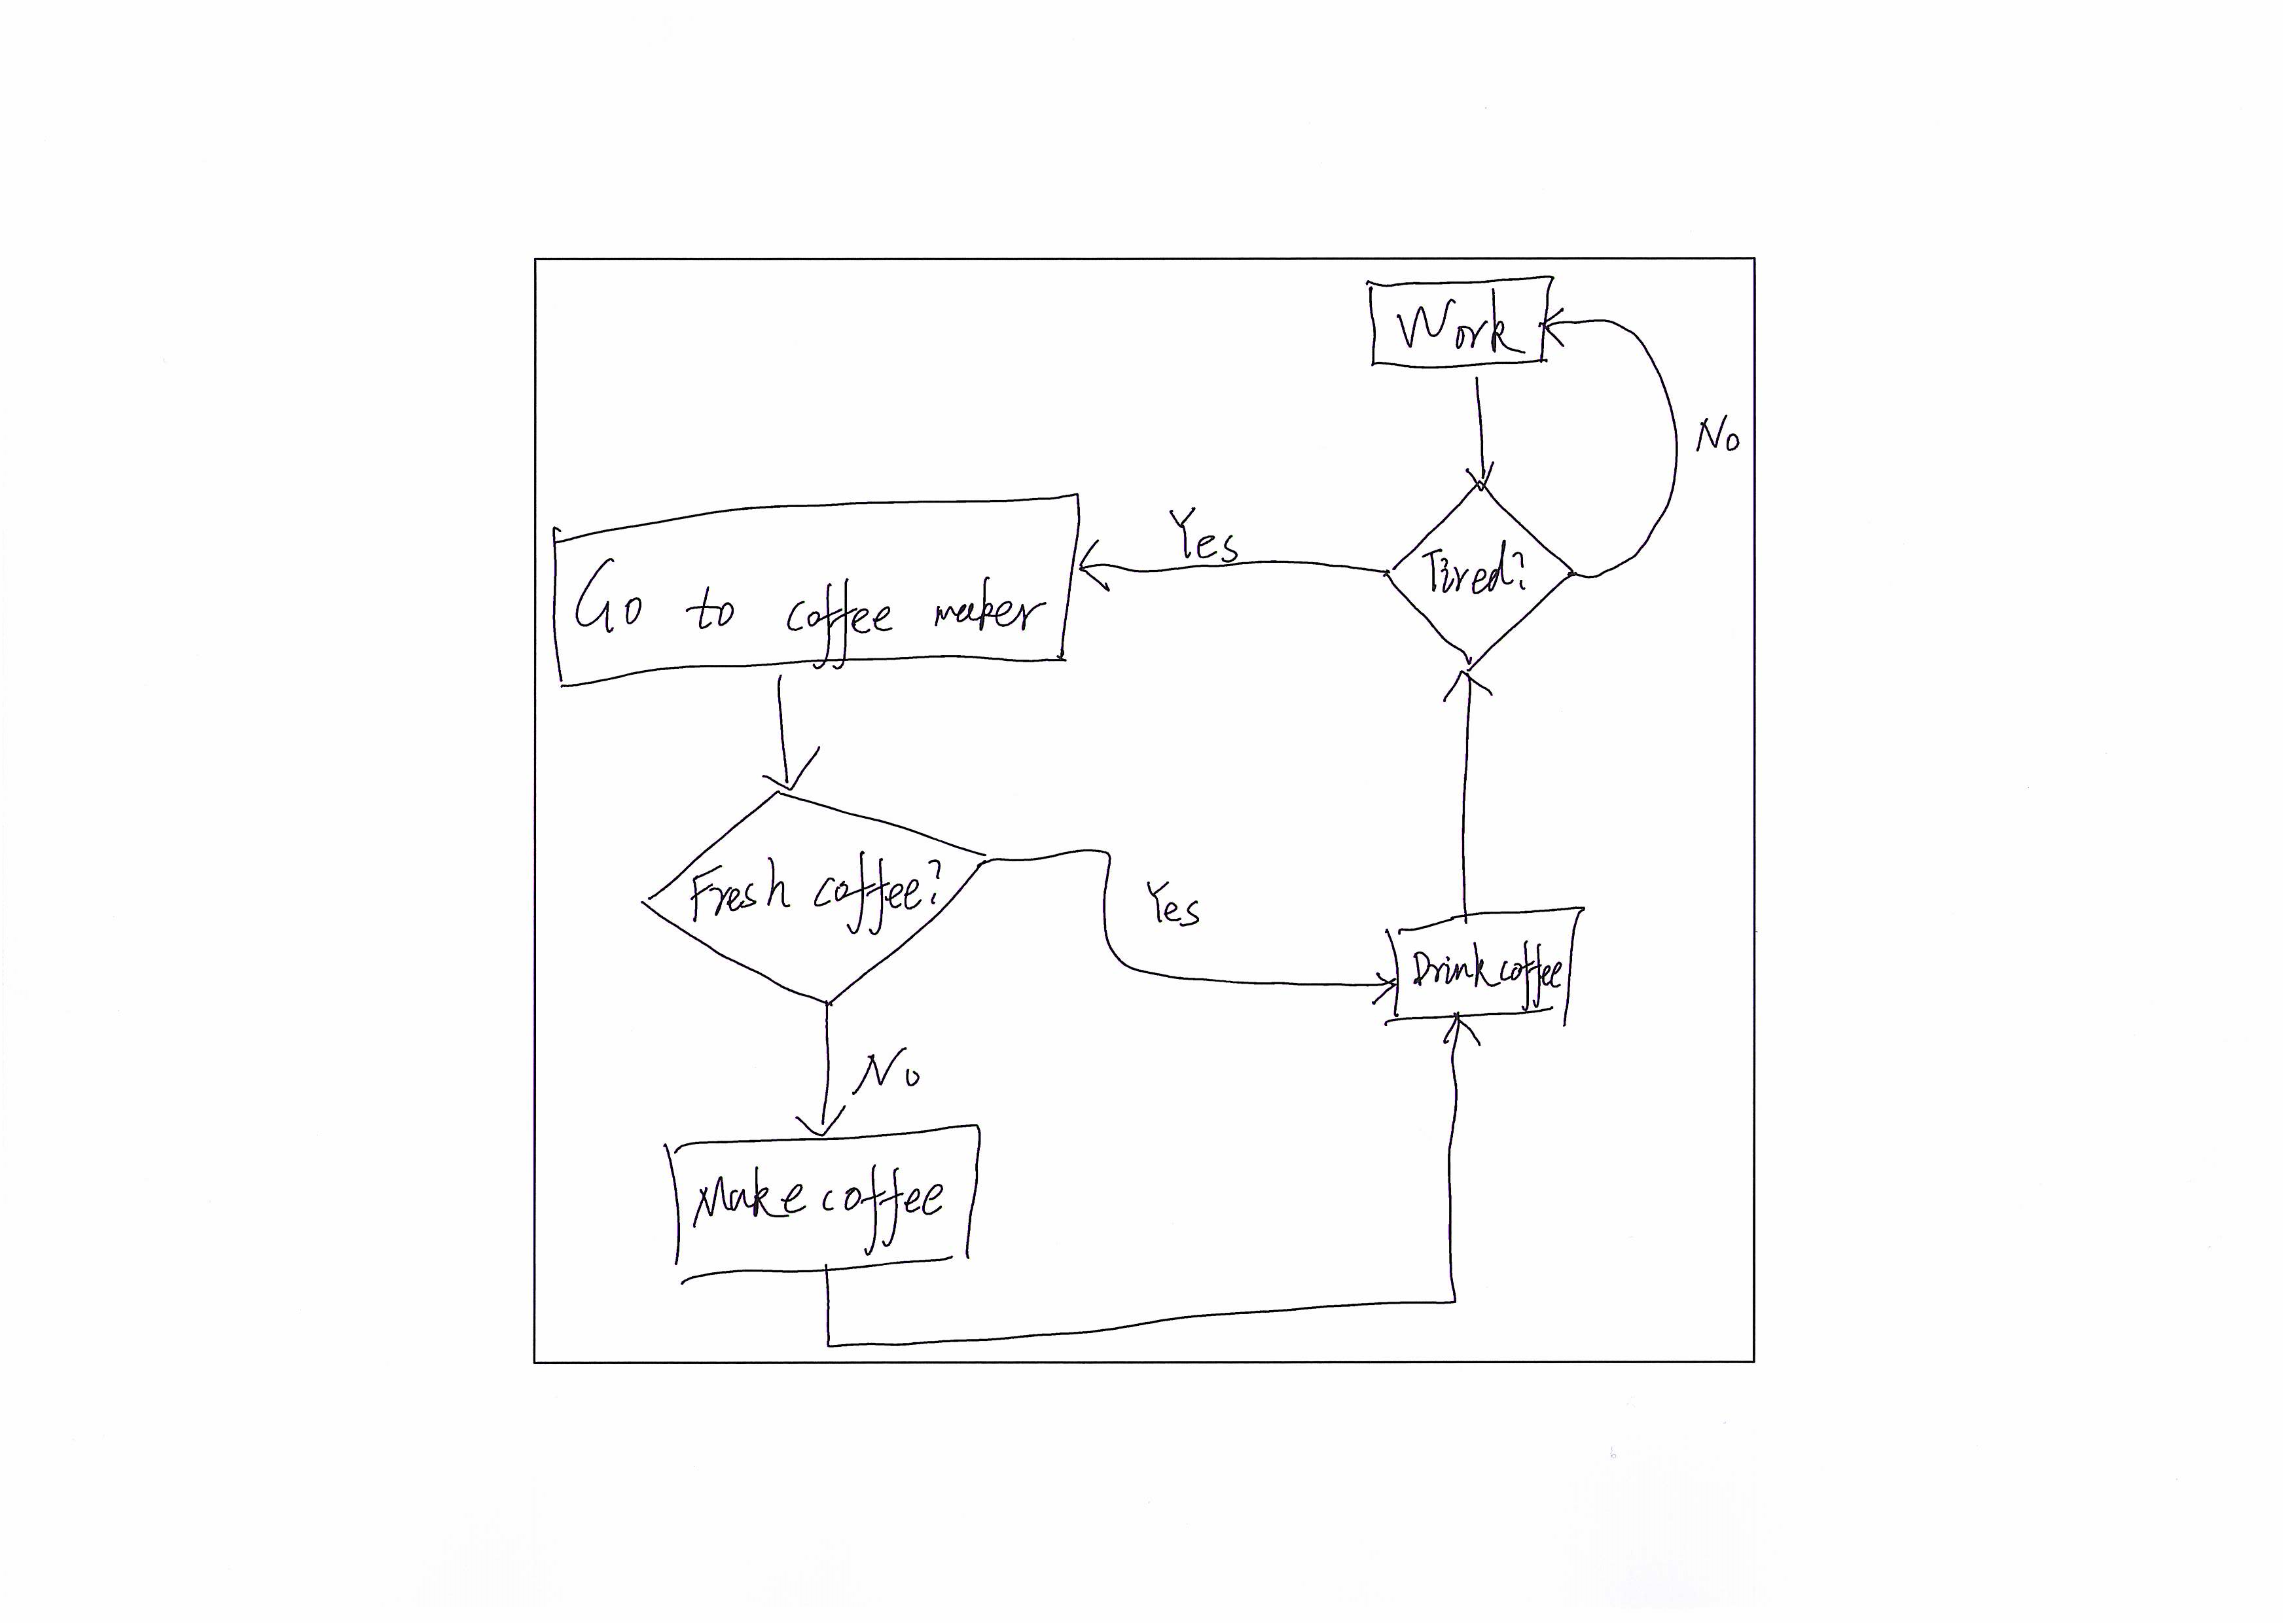 Work
No
Yes
Tired?
Go to coffee maker
Fresh coffee?
Yes
Drink coffee
No
Make coffee